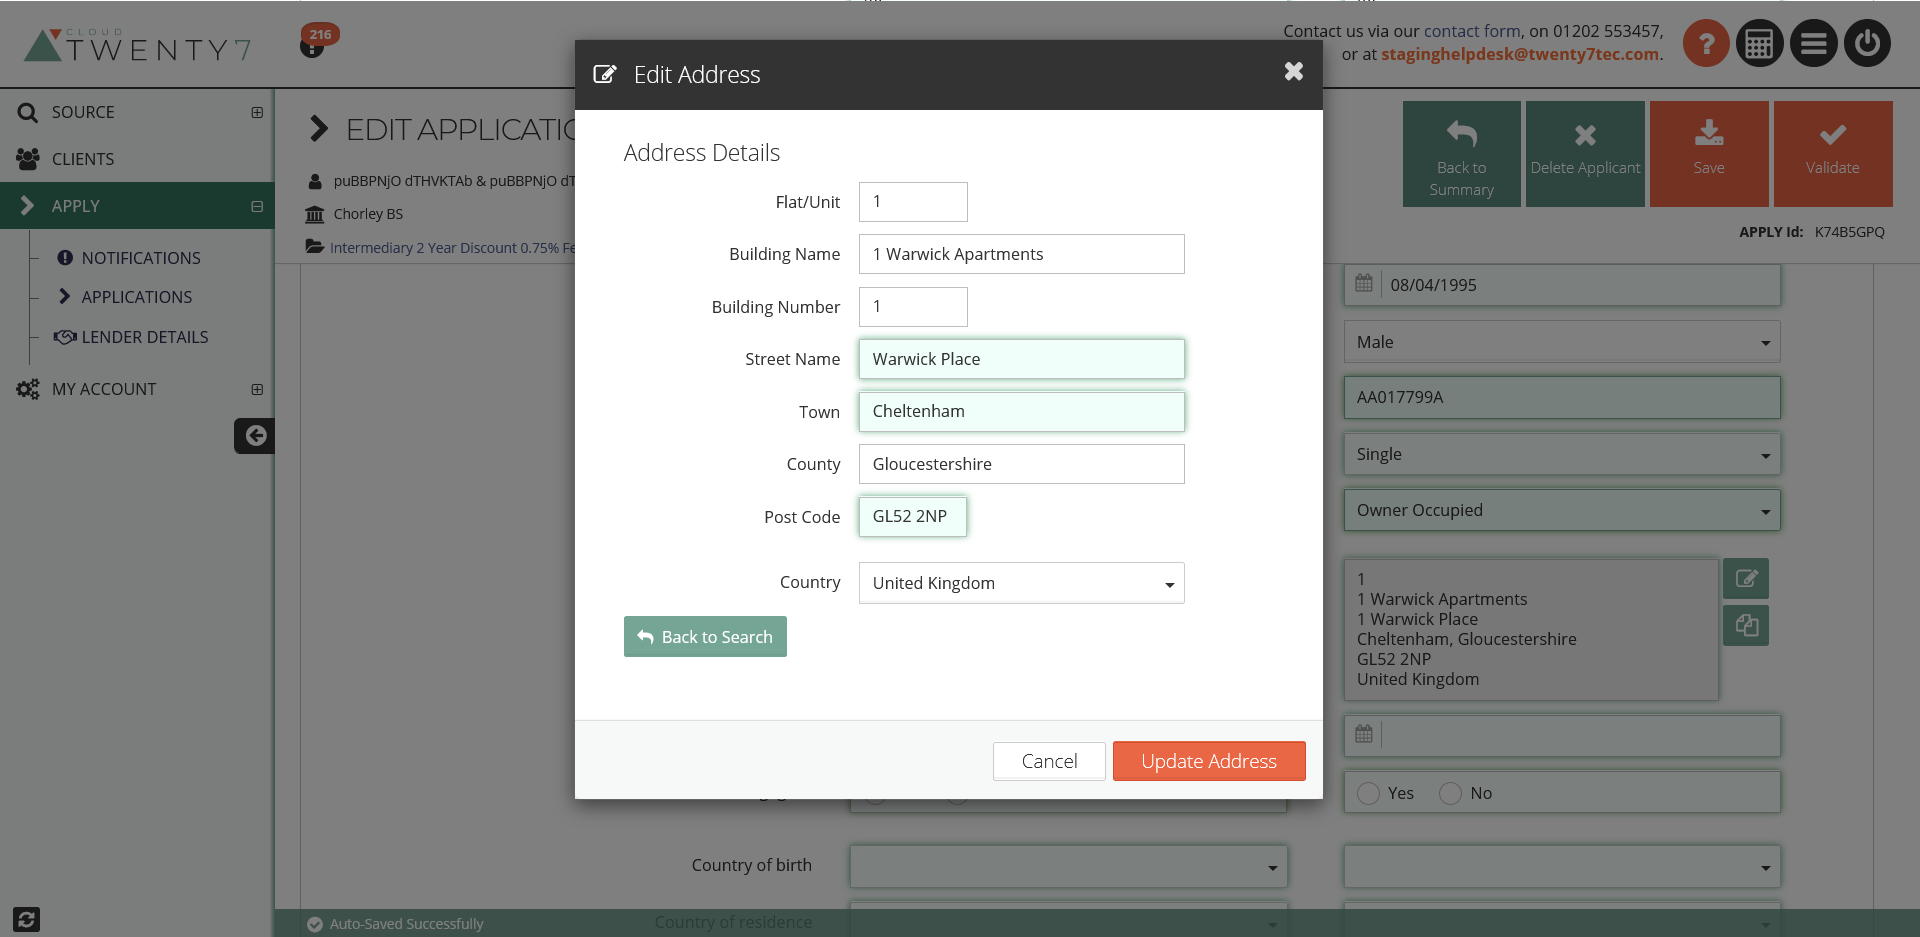 CLOUD
TWENTY7
216
Contact us via our contact form, on 01202 553457,
or at staginghelpdesk@twenty7tec.com.
SOURCE
CLIENTS
APPLY
NOTIFICATIONS
APPLICATIONS
LENDER DETAILS
MY ACCOUNT
EDIT APPLICATIO
puBBPNjO dTHVKTAb & puBBPNjO dT
Chorley BS
Intermediary 2 Year Discount 0.75% Fe
Back to Summary
Delete Applicant
Save
Validate
APPLY Id: K74B5GPQ
Edit Address
Address Details
Flat/Unit 1
Building Name 1 Warwick Apartments
Building Number 1
Street Name Warwick Place
Town Cheltenham
County Gloucestershire
Post Code GL52 2NP
Country United Kingdom
Back to Search
Cancel
Update Address
08/04/1995
Male
AA017799A
Single
Owner Occupied
1
1 Warwick Apartments
1 Warwick Place
Cheltenham, Gloucestershire
GL52 2NP
United Kingdom
Yes No
Country of birth
Country of residence
Auto-Saved Successfully